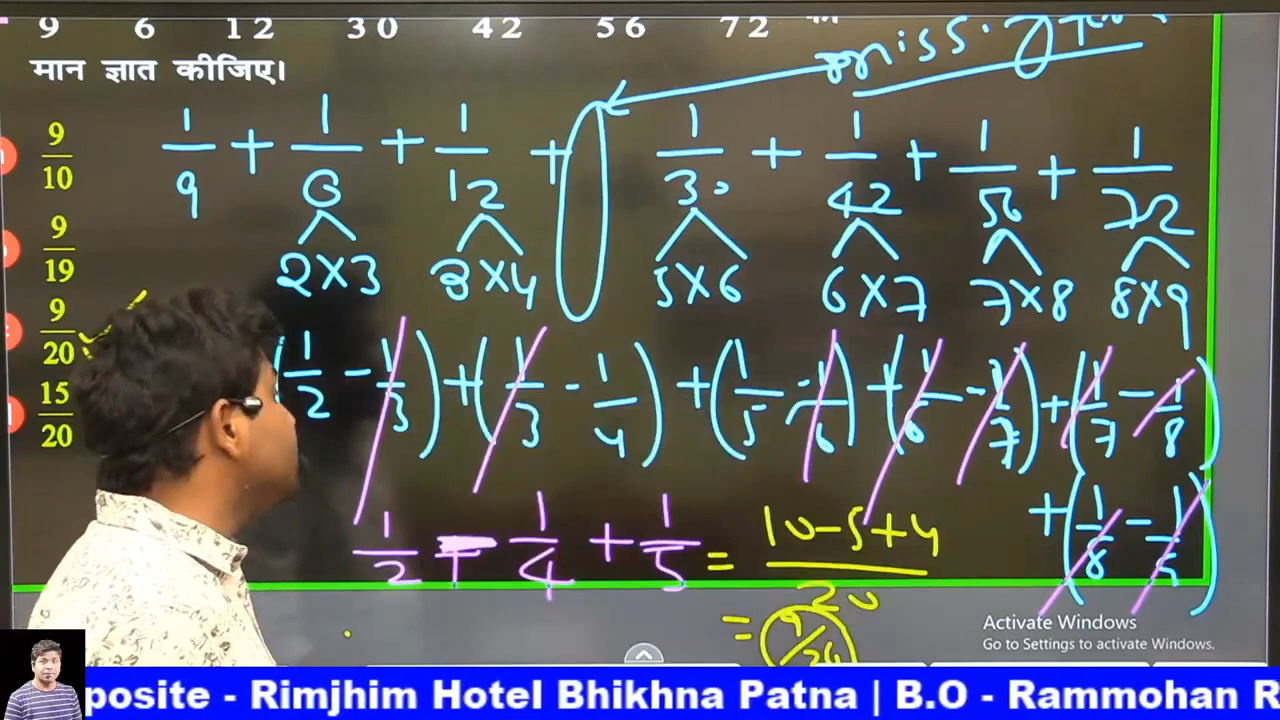 9 6 12 30 42 56 72
मान ज्ञात कीजिए।
9/10
9/19
9/20
15/20
miss.
1/9 + 1/6 + 1/12 + 1/30 + 1/42 + 1/56 + 1/72
2×3 3×4 5×6 6×7 7×8 8×9
(1/2 - 1/3) + (1/3 - 1/4) + (1/5 - 1/6) + (1/6 - 1/7) + (1/7 - 1/8)
+ (1/8 - 1/9)
1/2 - 1/4 + 1/5 = 10-5+4/20
= 9/20
Activate Windows
Go to Settings to activate Windows.
posite - Rimjhim Hotel Bhikhna Patna | B.O - Rammohan R